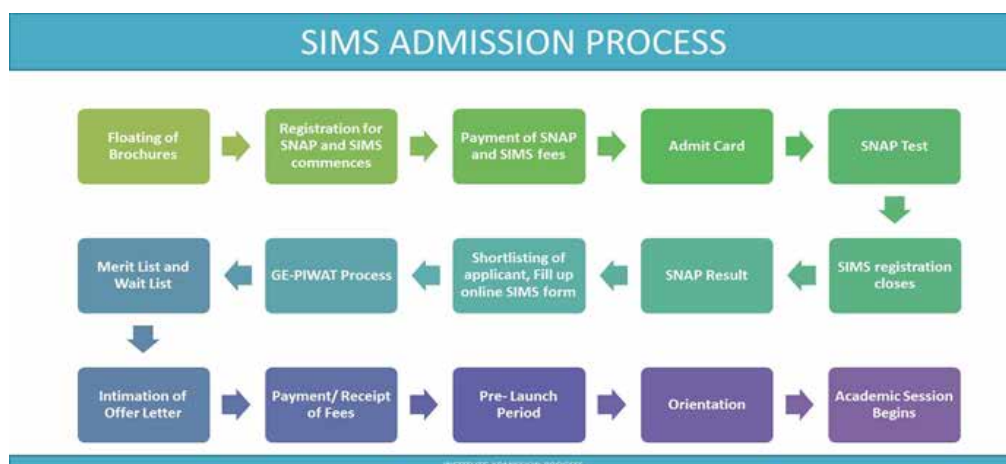 SIMS ADMISSION PROCESS
Floating of
Brochures
Registration for
SNAP and SIMS
commences
Payment of SNAP
and SIMS fees
Admit Card
SNAP Test
SIMS registration
closes
SNAP Result
Shortlisting of
applicant, Fill up
online SIMS form
GE-PIWAT Process
Merit List and
Wait List
Intimation of
Offer Letter
Payment/ Receipt
of Fees
Pre- Launch
Period
Orientation
Academic Session
Begins